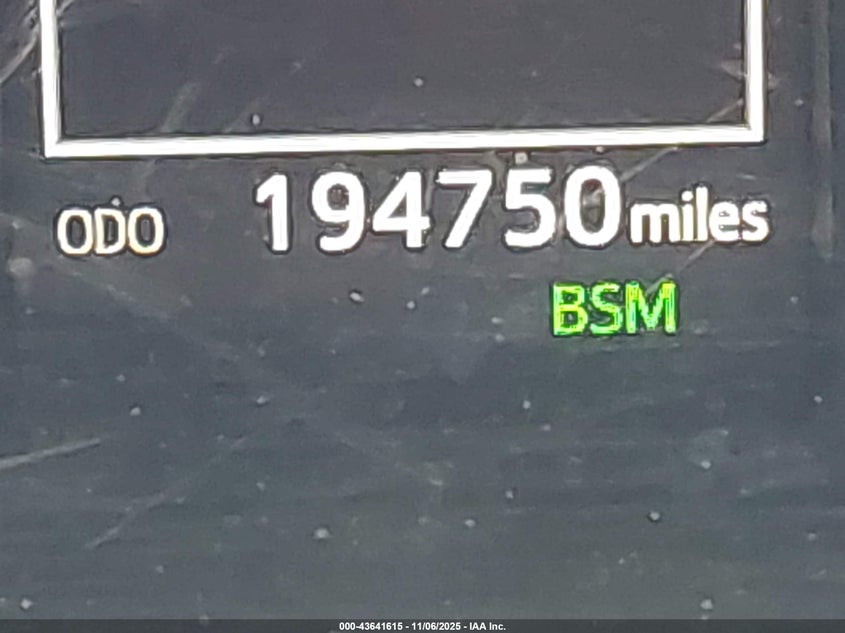 ODO 194750 miles
BSM
000-43641615 - 11/06/2025 - IAA Inc.